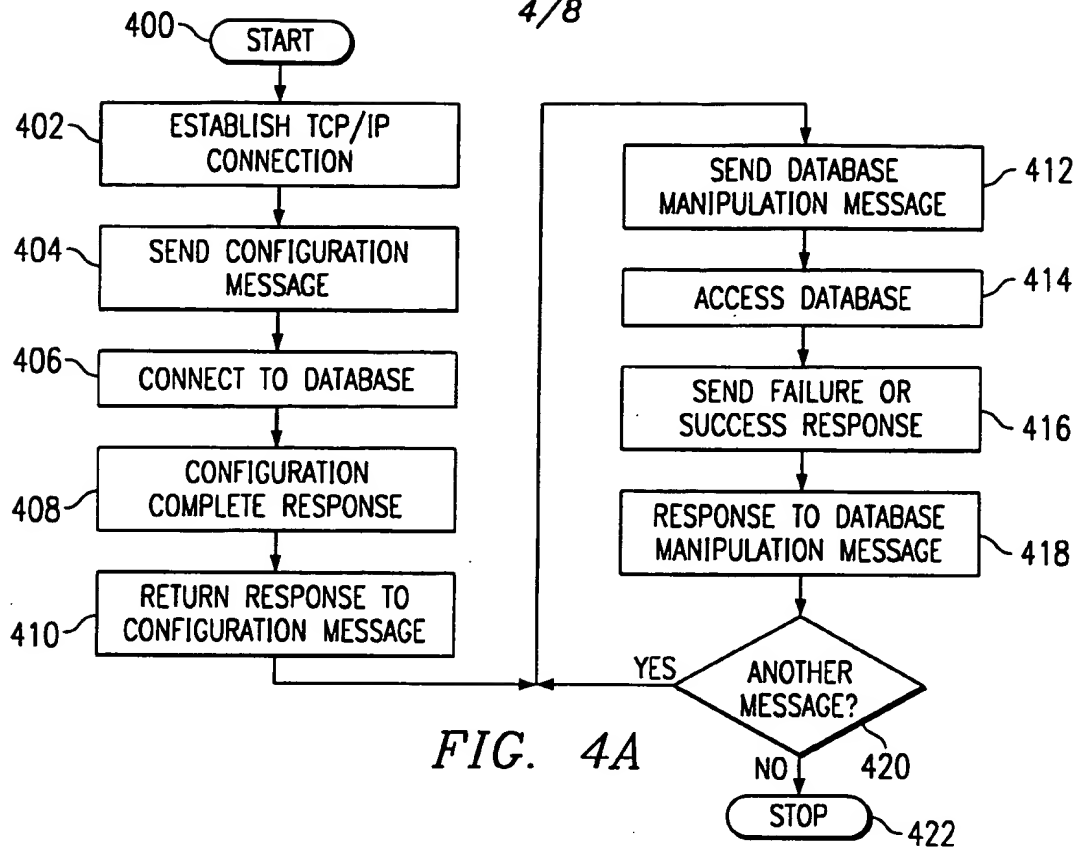 4/8
400
START
402
ESTABLISH TCP/IP
CONNECTION
404
SEND CONFIGURATION
MESSAGE
406
CONNECT TO DATABASE
408
CONFIGURATION
COMPLETE RESPONSE
410
RETURN RESPONSE TO
CONFIGURATION MESSAGE
SEND DATABASE
MANIPULATION MESSAGE
412
ACCESS DATABASE
414
SEND FAILURE OR
SUCCESS RESPONSE
416
RESPONSE TO DATABASE
MANIPULATION MESSAGE
418
YES
ANOTHER
MESSAGE?
420
NO
STOP
422
FIG. 4A